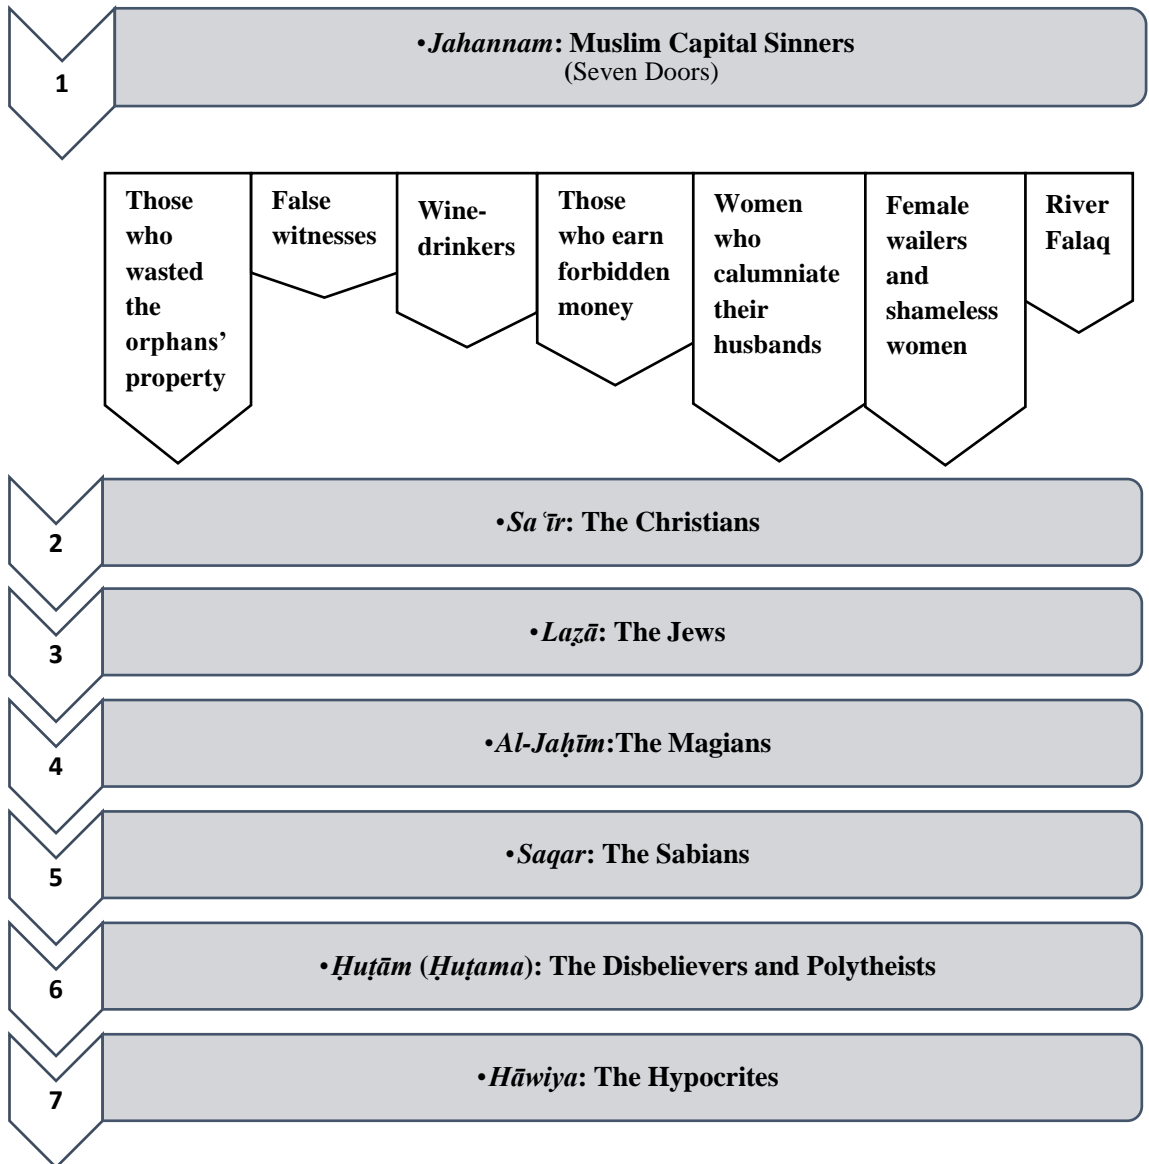 1
•Jahannam: Muslim Capital Sinners
(Seven Doors)
Those
who
wasted
the
orphans’
property
False
witnesses
Wine-
drinkers
Those
who earn
forbidden
money
Women
who
calumniate
their
husbands
Female
wailers
and
shameless
women
River
Falaq
2
•Saʿīr: The Christians
3
•Laẓā: The Jews
4
•Al-Jaḥīm:The Magians
5
•Saqar: The Sabians
6
•Ḥuṭām (Ḥuṭama): The Disbelievers and Polytheists
7
•Hāwiya: The Hypocrites